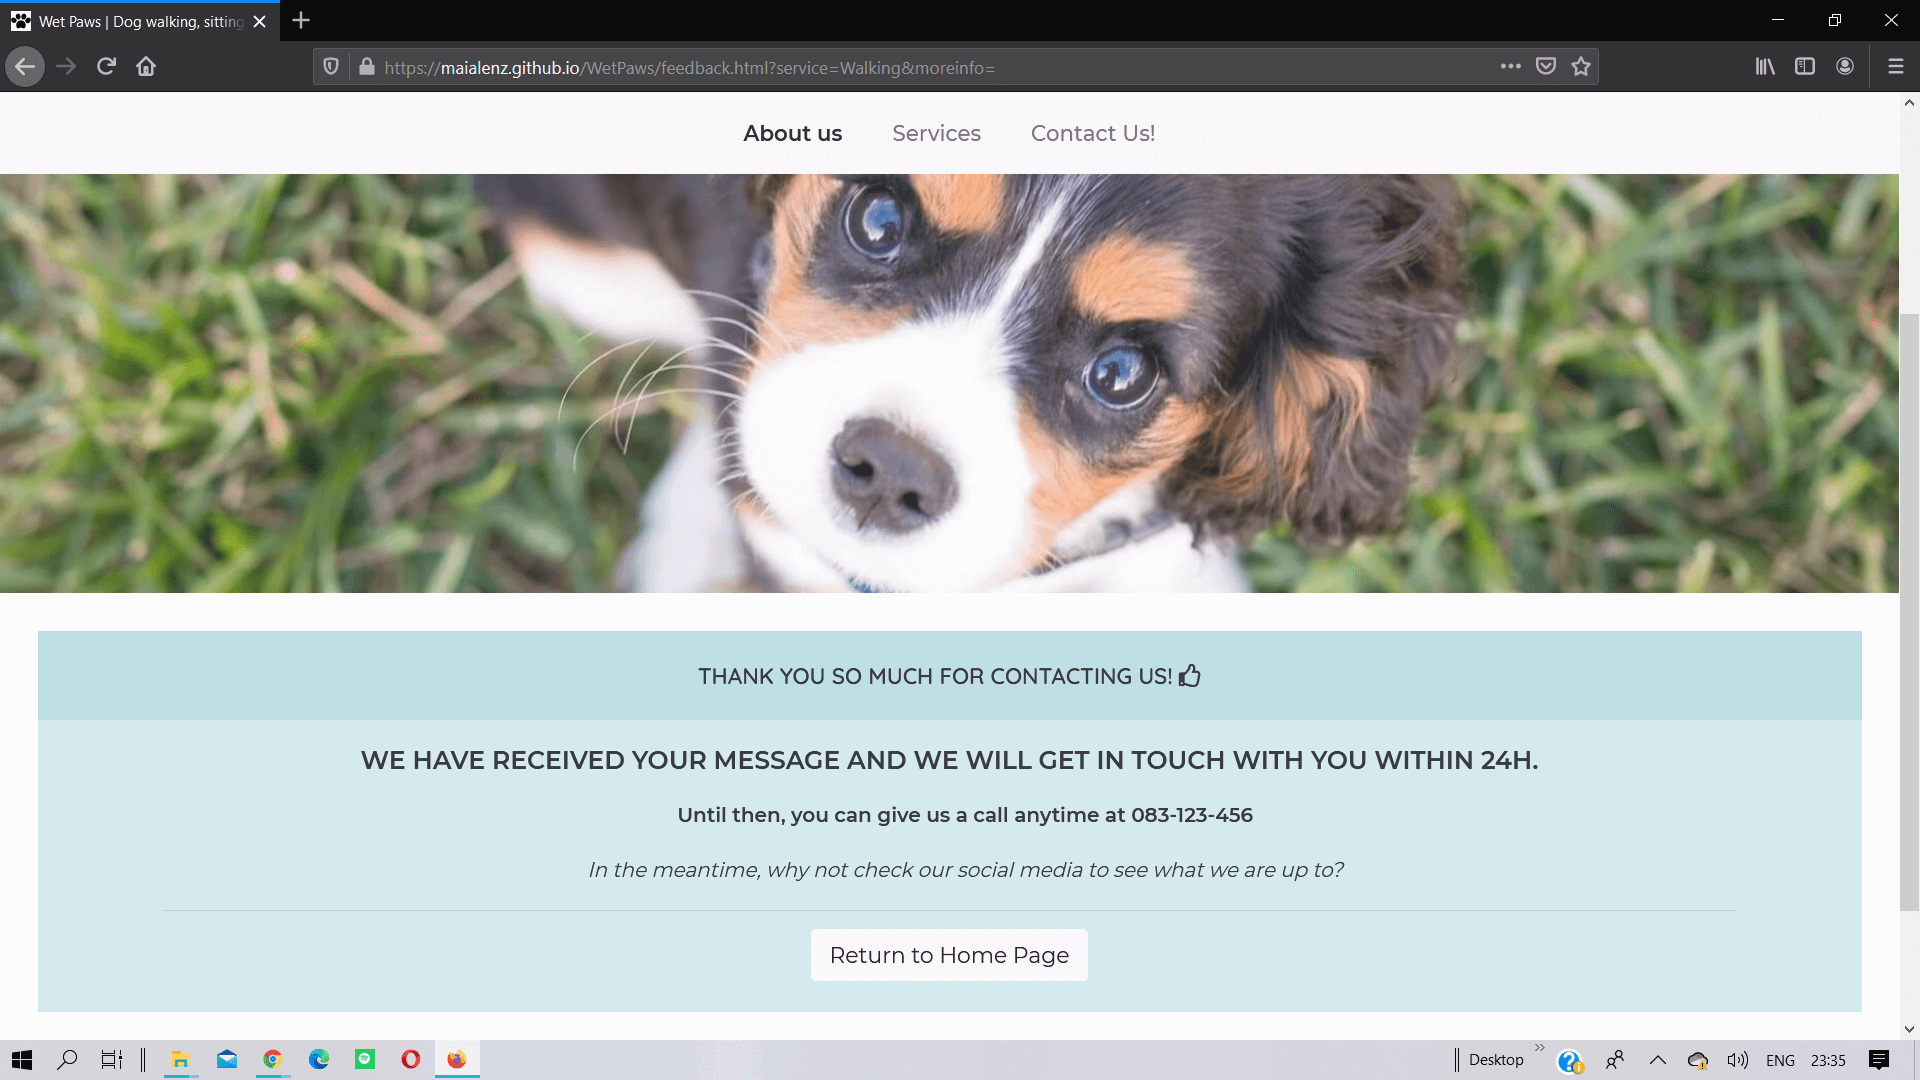 Wet Paws | Dog walking, sitting
https://maialenz.github.io/WetPaws/feedback.html?service=Walking&moreinfo=
About us Services Contact Us!
THANK YOU SO MUCH FOR CONTACTING US!
WE HAVE RECEIVED YOUR MESSAGE AND WE WILL GET IN TOUCH WITH YOU WITHIN 24H.
Until then, you can give us a call anytime at 083-123-456
In the meantime, why not check our social media to see what we are up to?
Return to Home Page
Desktop ENG 23:35